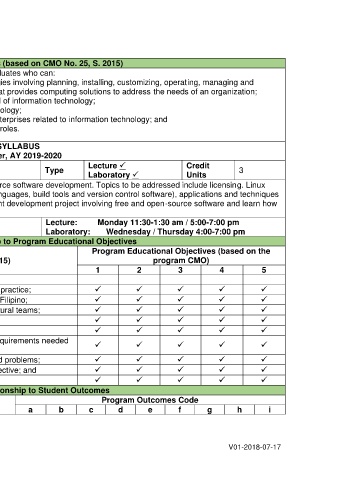 (based on CMO No. 25, S. 2015)
duates who can:
ies involving planning, installing, customizing, operating, managing and
at provides computing solutions to address the needs of an organization;
l of information technology;
ology;
terprises related to information technology; and
roles.
SYLLABUS
er, AY 2019-2020
Type Lecture ✓ Laboratory ✓ Credit Units 3
rce software development. Topics to be addressed include licensing. Linux
nguages, build tools and version control software), applications and techniques
nt development project involving free and open-source software and learn how
Lecture: Monday 11:30-1:30 am / 5:00-7:00 pm
Laboratory: Wednesday / Thursday 4:00-7:00 pm
p to Program Educational Objectives
15) Program Educational Objectives (based on the
program CMO)
1 2 3 4 5
practice; ✓ ✓ ✓ ✓ ✓
Filipino; ✓ ✓ ✓ ✓ ✓
tural teams; ✓ ✓ ✓ ✓ ✓
✓ ✓ ✓ ✓ ✓
✓ ✓ ✓ ✓ ✓
equirements needed ✓ ✓ ✓ ✓ ✓
d problems; ✓ ✓ ✓ ✓ ✓
ective; and ✓ ✓ ✓ ✓ ✓
✓ ✓ ✓ ✓ ✓
ionship to Student Outcomes
Program Outcomes Code
a b c d e f g h i
V01-2018-07-17